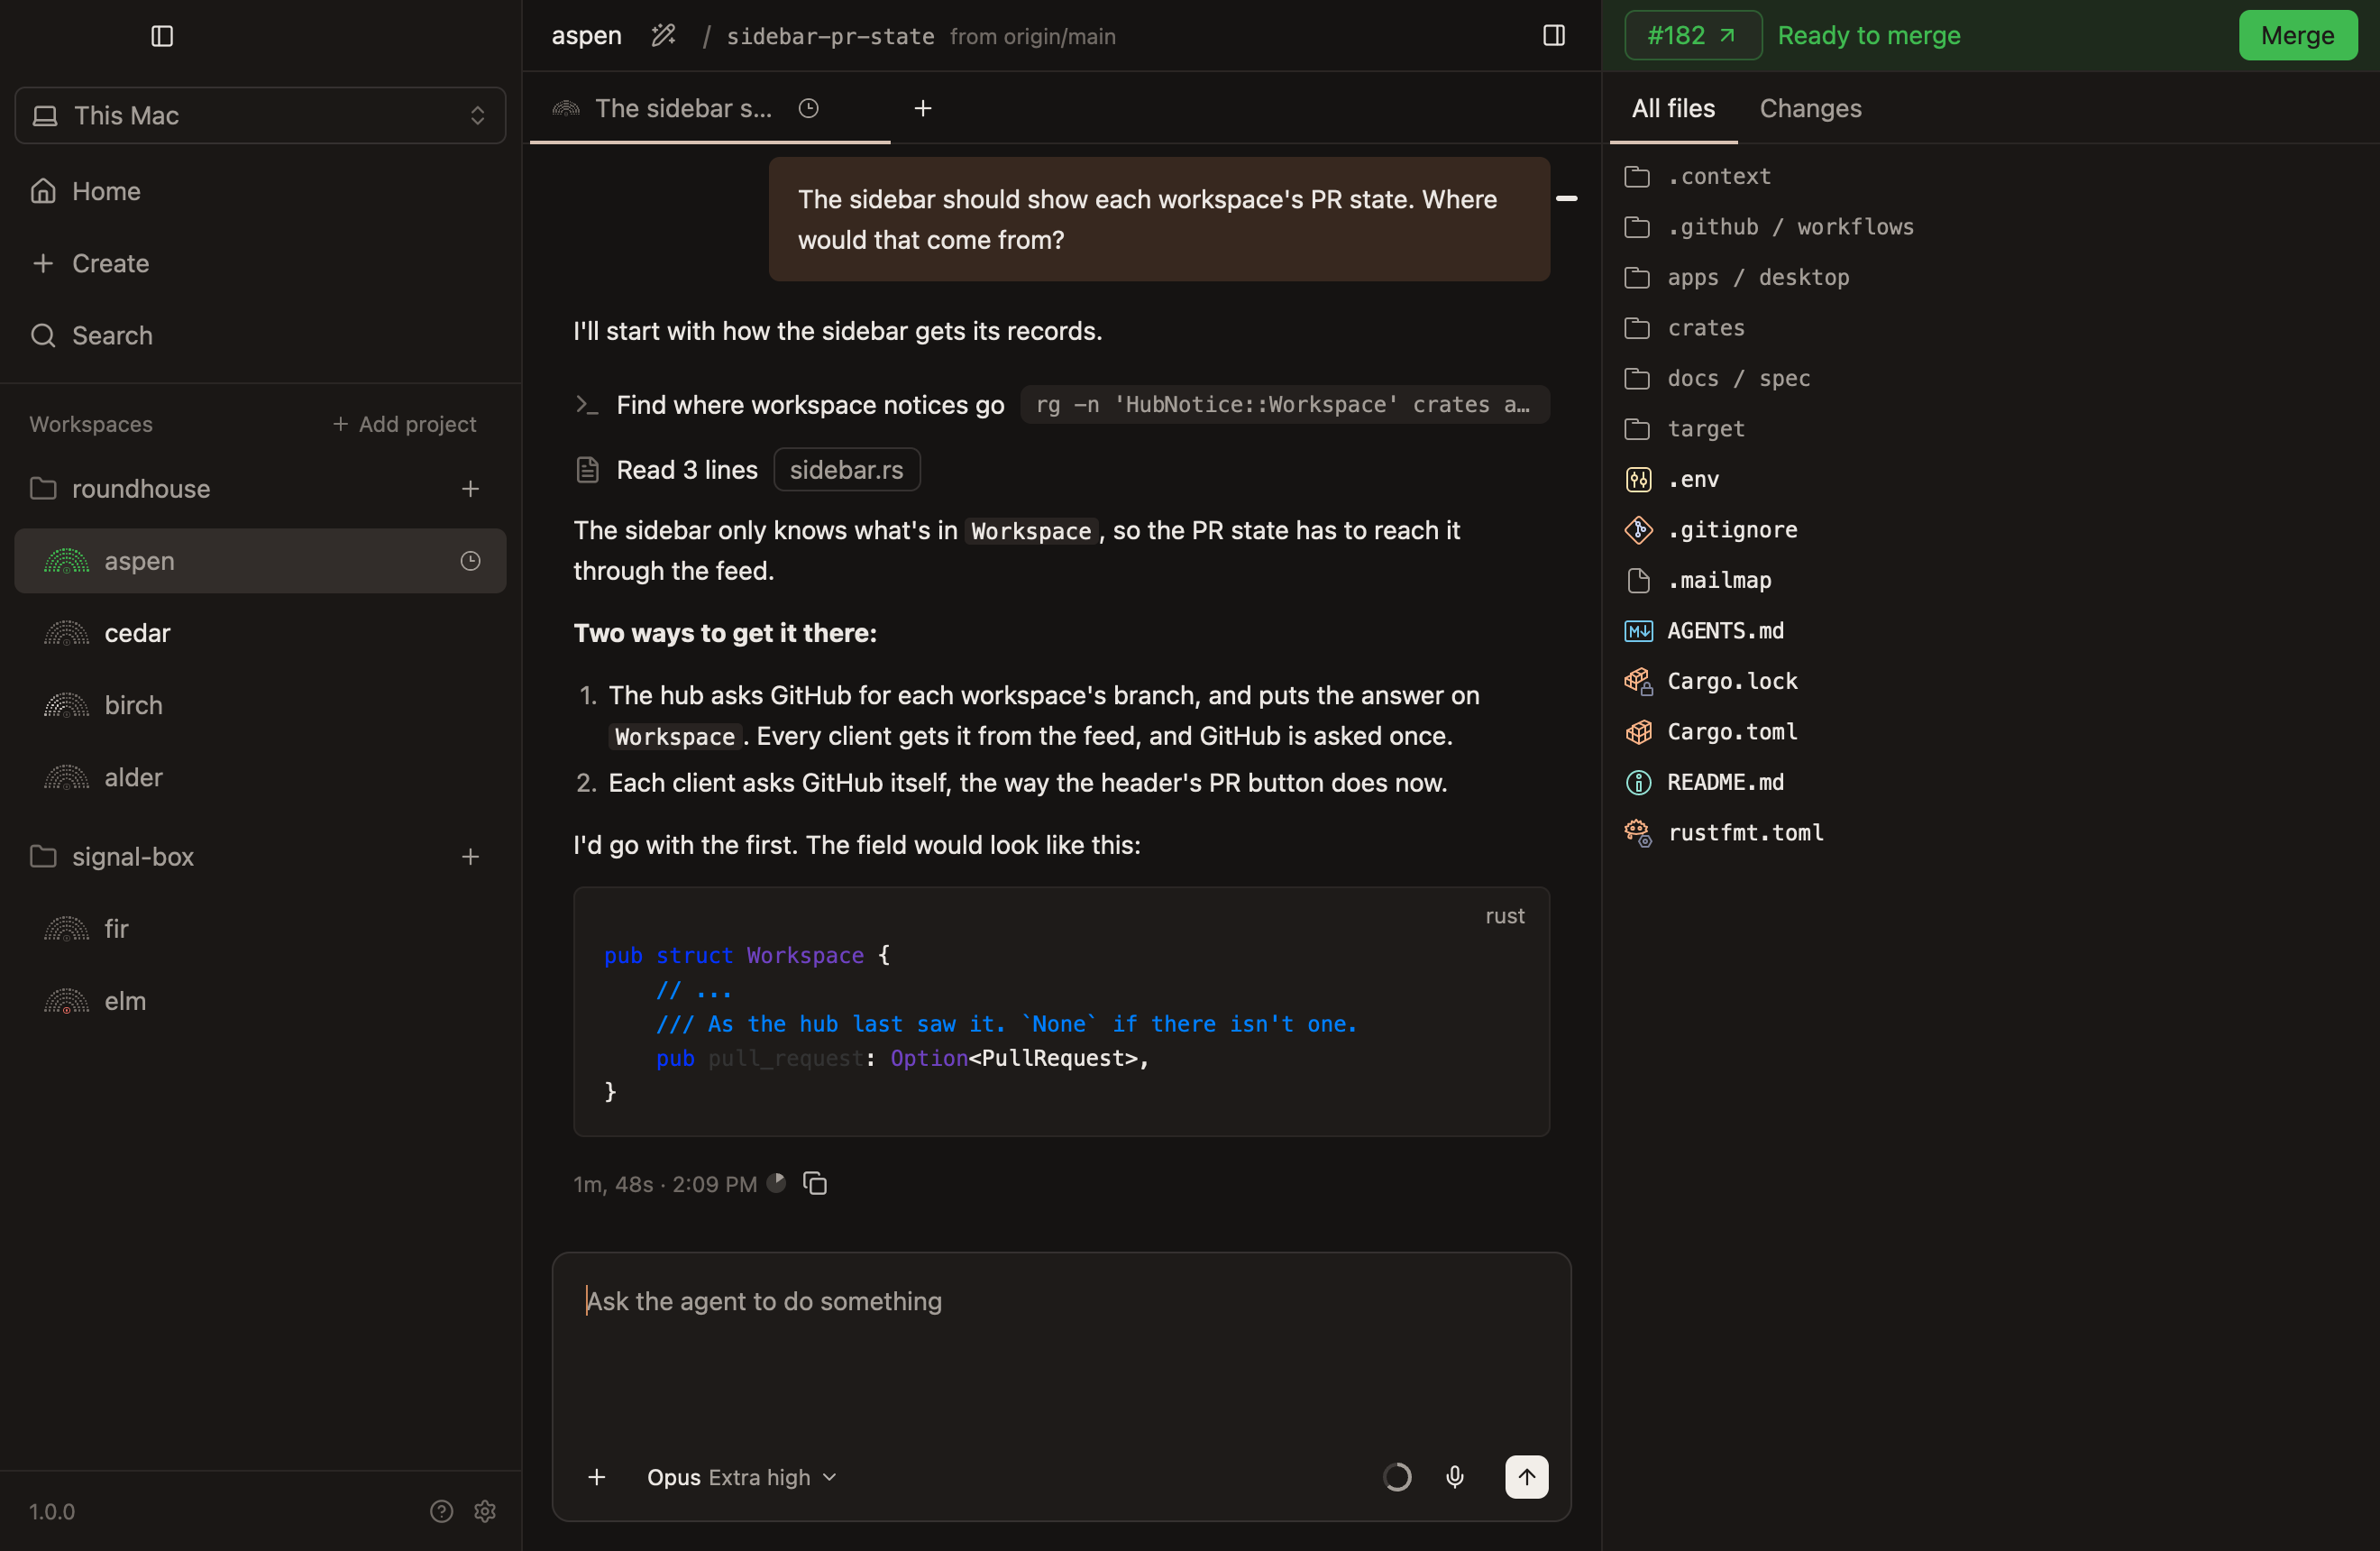 This Mac
Home
Create
Search
Workspaces
+ Add project
roundhouse
aspen
cedar
birch
alder
signal-box
fir
elm
1.0.0
aspen / sidebar-pr-state from origin/main
The sidebar s...
The sidebar should show each workspace's PR state. Where
would that come from?
I'll start with how the sidebar gets its records.
Find where workspace notices go rg -n 'HubNotice::Workspace' crates a…
Read 3 lines sidebar.rs
The sidebar only knows what's in Workspace, so the PR state has to reach it
through the feed.
Two ways to get it there:
1. The hub asks GitHub for each workspace's branch, and puts the answer on
Workspace. Every client gets it from the feed, and GitHub is asked once.
2. Each client asks GitHub itself, the way the header's PR button does now.
I'd go with the first. The field would look like this:
rust
pub struct Workspace {
// ...
/// As the hub last saw it. `None` if there isn't one.
pub pull_request: Option<PullRequest>,
}
1m, 48s · 2:09 PM
Ask the agent to do something
Opus Extra high
#182 Ready to merge
Merge
All files Changes
.context
.github / workflows
apps / desktop
crates
docs / spec
target
.env
.gitignore
.mailmap
AGENTS.md
Cargo.lock
Cargo.toml
README.md
rustfmt.toml